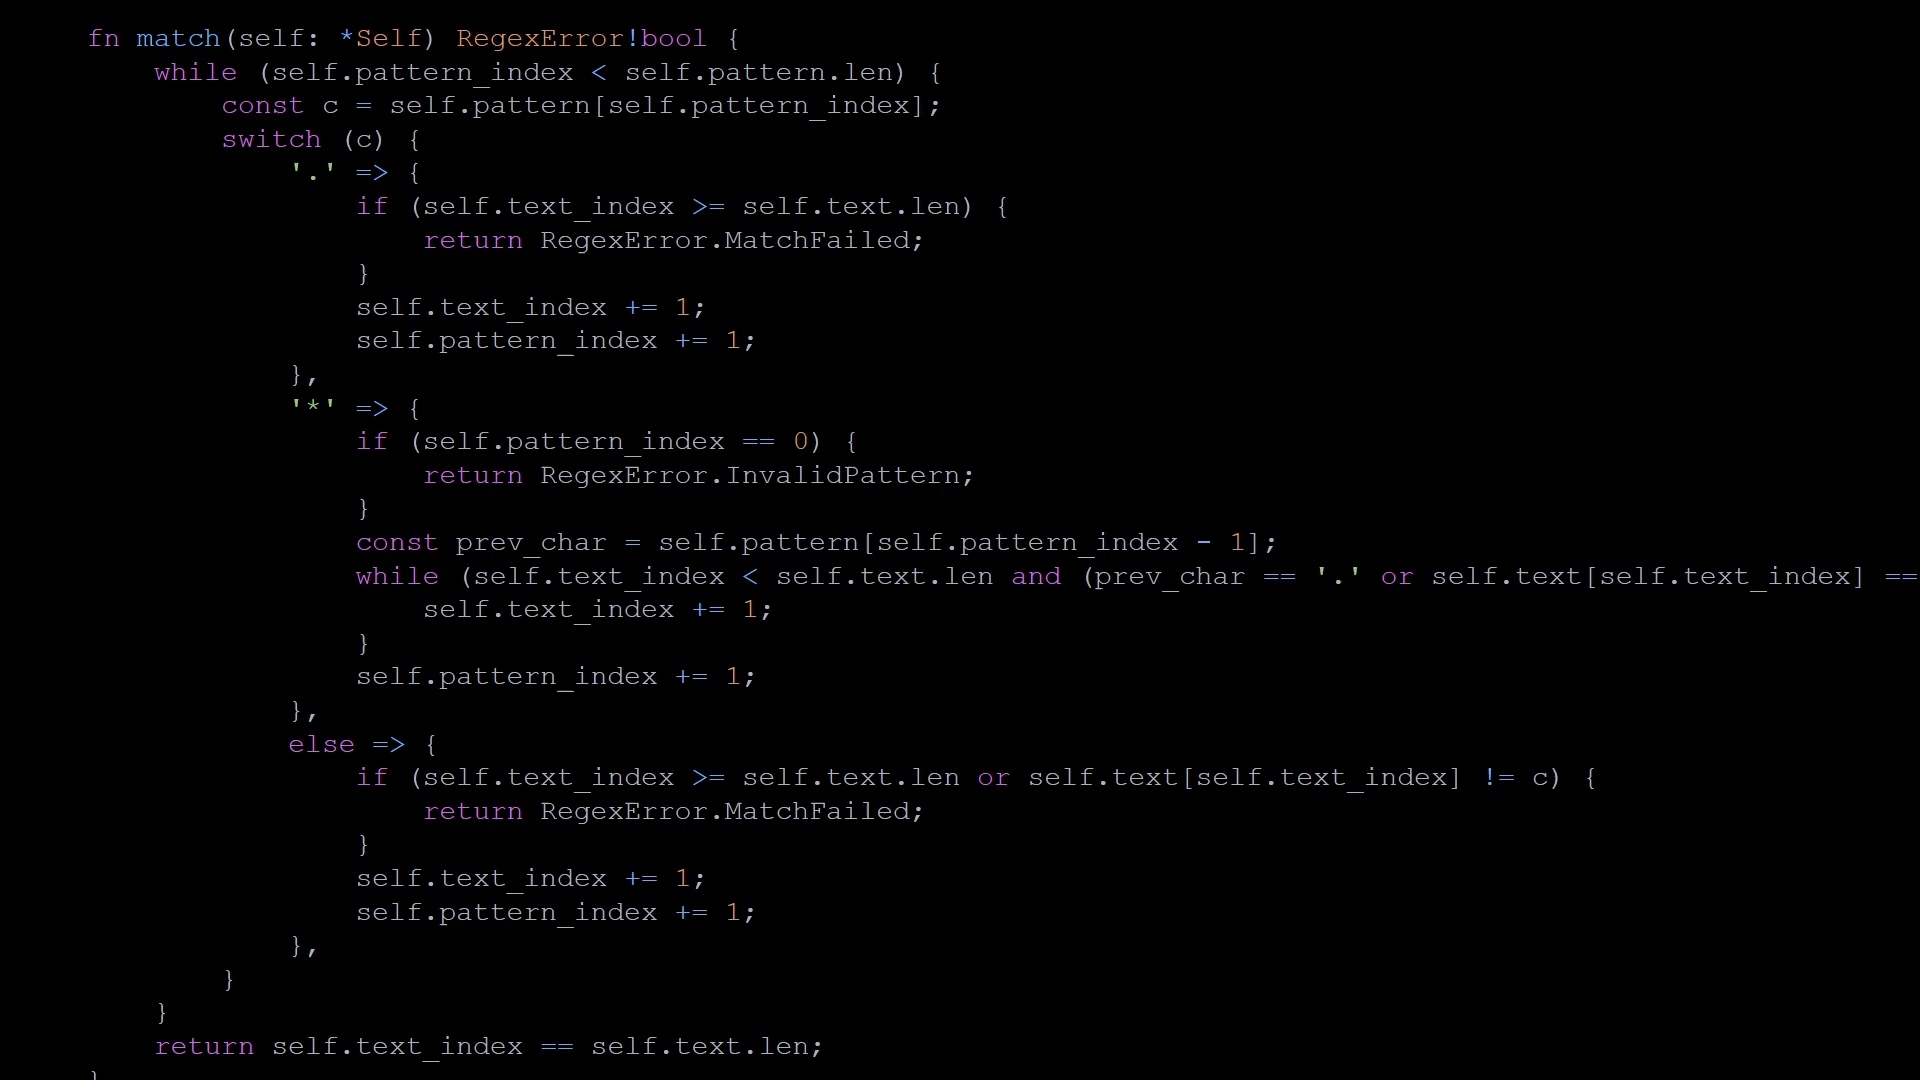 fn match(self: *Self) RegexError!bool {
while (self.pattern_index < self.pattern.len) {
const c = self.pattern[self.pattern_index];
switch (c) {
'.' => {
if (self.text_index >= self.text.len) {
return RegexError.MatchFailed;
}
self.text_index += 1;
self.pattern_index += 1;
},
'*' => {
if (self.pattern_index == 0) {
return RegexError.InvalidPattern;
}
const prev_char = self.pattern[self.pattern_index - 1];
while (self.text_index < self.text.len and (prev_char == '.' or self.text[self.text_index] ==
self.text_index += 1;
}
self.pattern_index += 1;
},
else => {
if (self.text_index >= self.text.len or self.text[self.text_index] != c) {
return RegexError.MatchFailed;
}
self.text_index += 1;
self.pattern_index += 1;
},
}
}
return self.text_index == self.text.len;
}